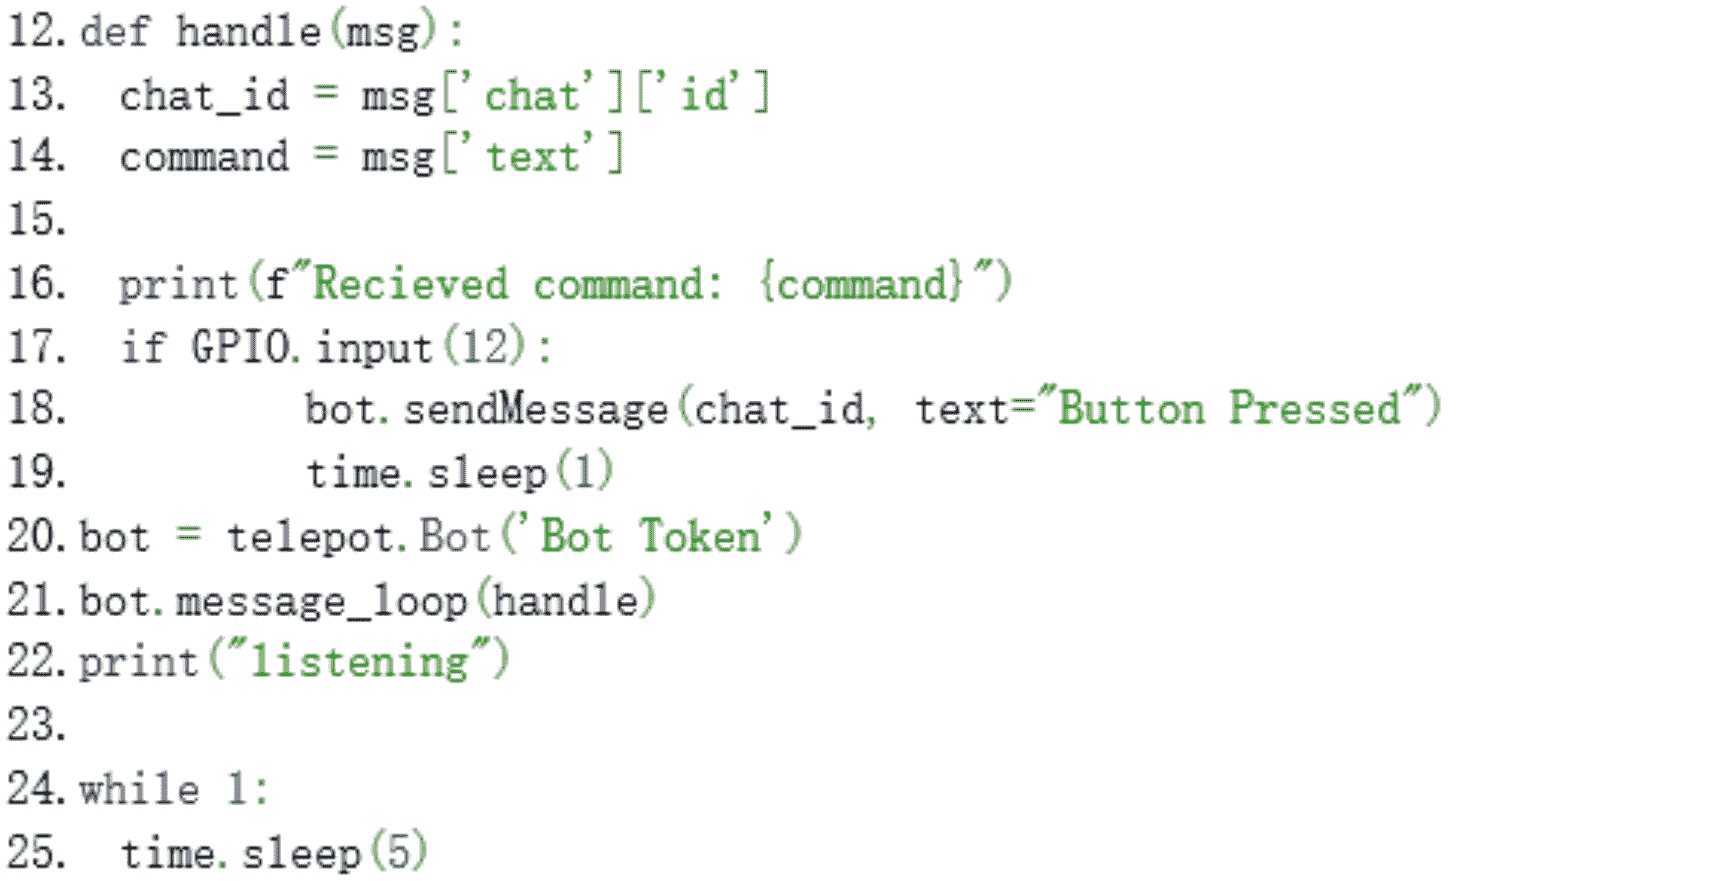 12. def handle(msg):
13. chat_id = msg['chat']['id']
14. command = msg['text']
15.
16. print(f"Recieved command: {command}")
17. if GPIO.input(12):
18. bot.sendMessage(chat_id, text="Button Pressed")
19. time.sleep(1)
20. bot = telepot.Bot('Bot Token')
21. bot.message_loop(handle)
22. print("listening")
23.
24. while 1:
25. time.sleep(5)